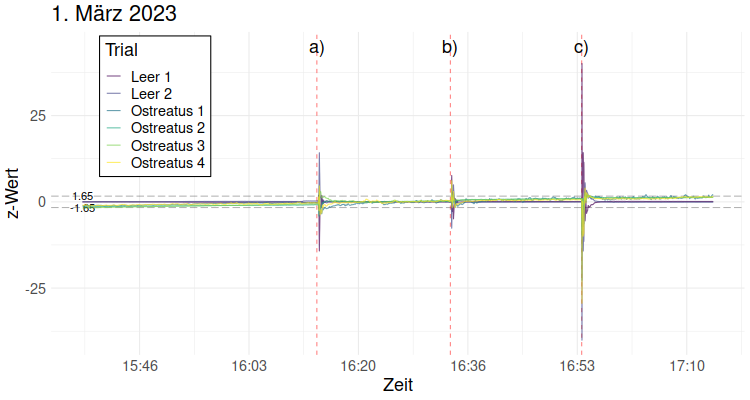 1. März 2023
a)
b)
c)
Trial
Leer 1
Leer 2
Ostreatus 1
Ostreatus 2
Ostreatus 3
Ostreatus 4
z-Wert
25
1.65
0
-1.65
-25
15:46
16:03
16:20
16:36
16:53
17:10
Zeit